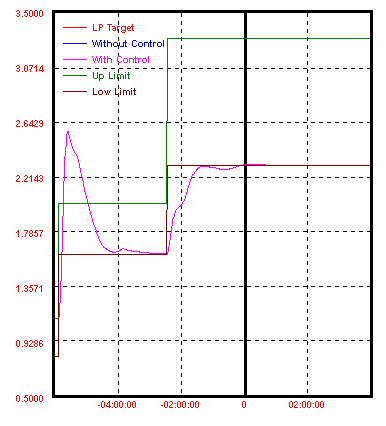 3.5000
LP Target
Without Control
With Control
Up Limit
Low Limit
3.0714
2.6429
2.2143
1.7857
1.3571
0.9286
0.5000
-04:00:00 -02:00:00 0 02:00:00